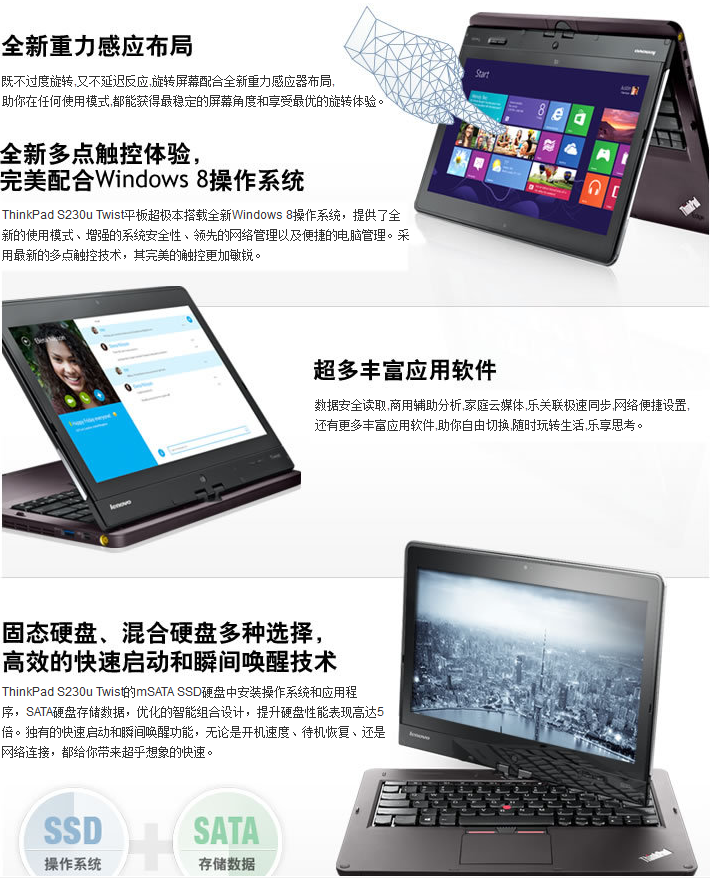 全新重力感应布局
既不过度旋转,又不延迟反应,旋转屏幕配合全新重力感应器布局,
助你在任何使用模式,都能获得最稳定的屏幕角度和享受最优的旋转体验。
Start
lenovo
ThinkPad
全新多点触控体验，
完美配合Windows 8操作系统
ThinkPad S230u Twist平板超极本搭载全新Windows 8操作系统，提供了全
新的使用模式、增强的系统安全性、领先的网络管理以及便捷的电脑管理。采
用最新的多点触控技术，其完美的触控更加敏锐。
lenovo
超多丰富应用软件
数据安全读取,商用辅助分析,家庭云媒体,乐关联极速同步,网络便捷设置,
还有更多丰富应用软件,助你自由切换,随时玩转生活,乐享思考。
固态硬盘、混合硬盘多种选择，
高效的快速启动和瞬间唤醒技术
ThinkPad S230u Twist的mSATA SSD硬盘中安装操作系统和应用程
序，SATA硬盘存储数据，优化的智能组合设计，提升硬盘性能表现高达5
倍。独有的快速启动和瞬间唤醒功能，无论是开机速度、待机恢复、还是
网络连接，都给你带来超乎想象的快速。
lenovo
ThinkPad
SSD
操作系统
+
SATA
存储数据